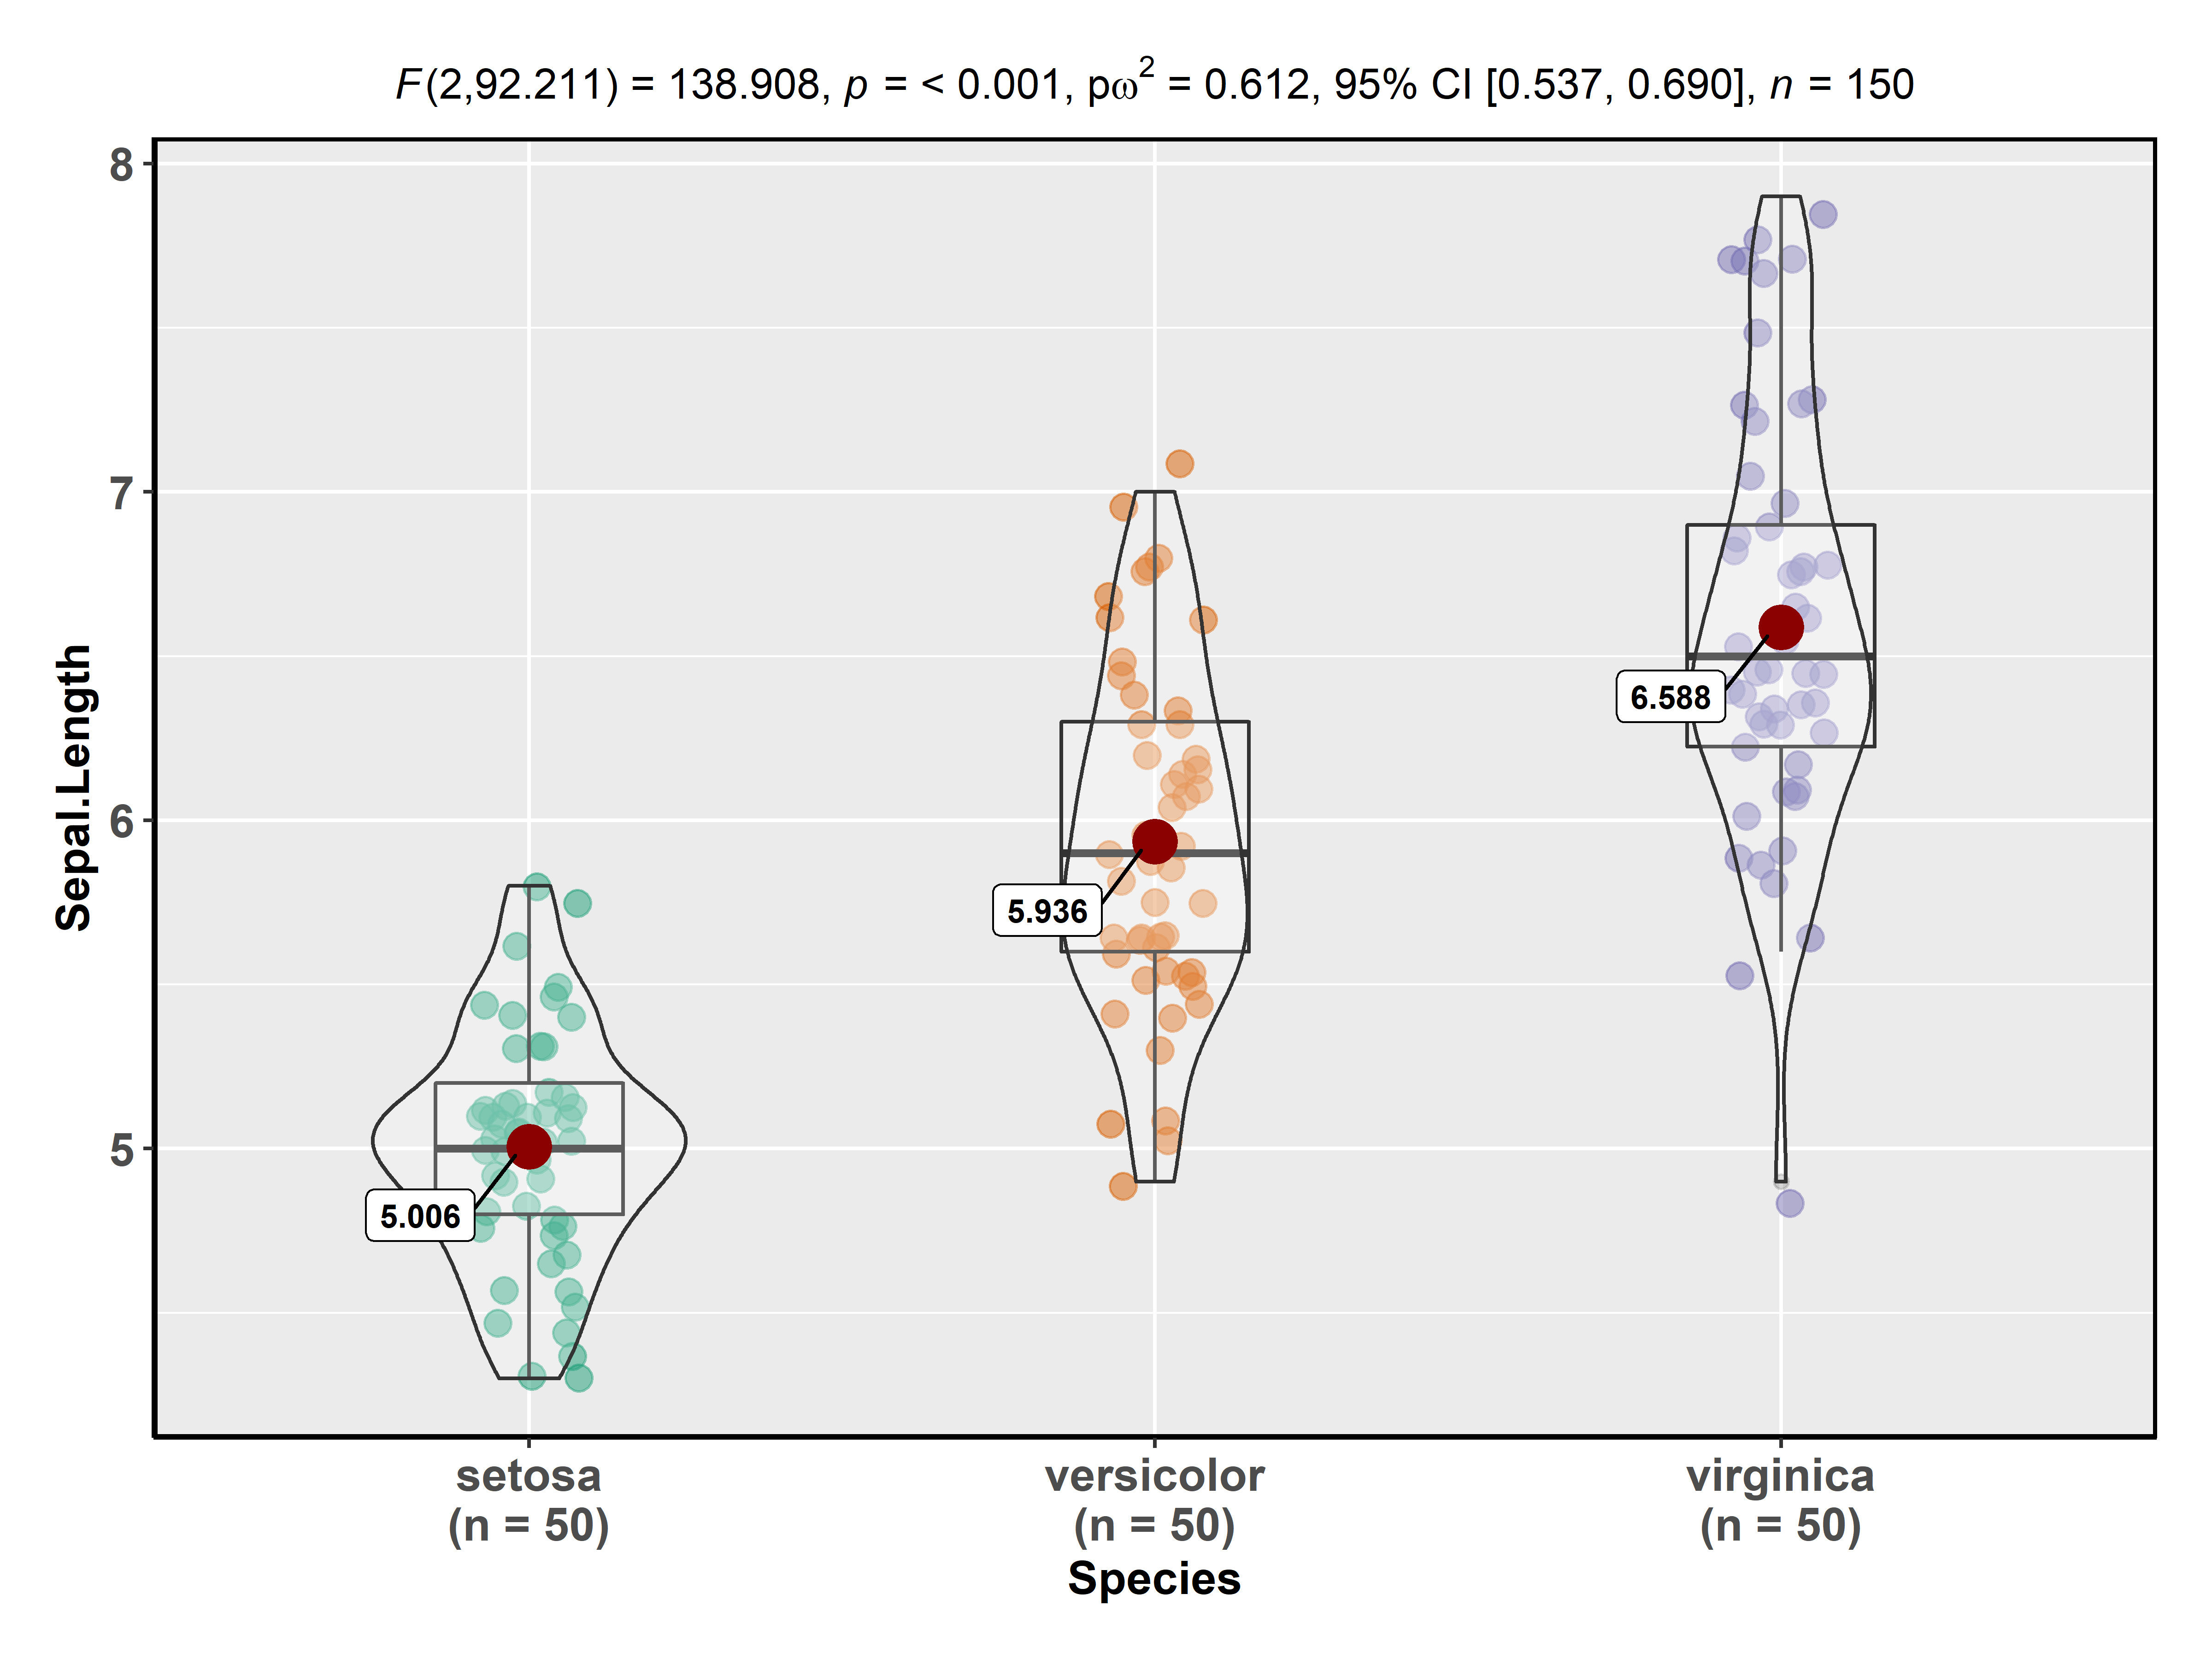 F(2,92.211) = 138.908, p = < 0.001, pω² = 0.612, 95% CI [0.537, 0.690], n = 150
8
7
6
5
Sepal.Length
6.588
5.936
5.006
setosa
(n = 50)
versicolor
(n = 50)
virginica
(n = 50)
Species